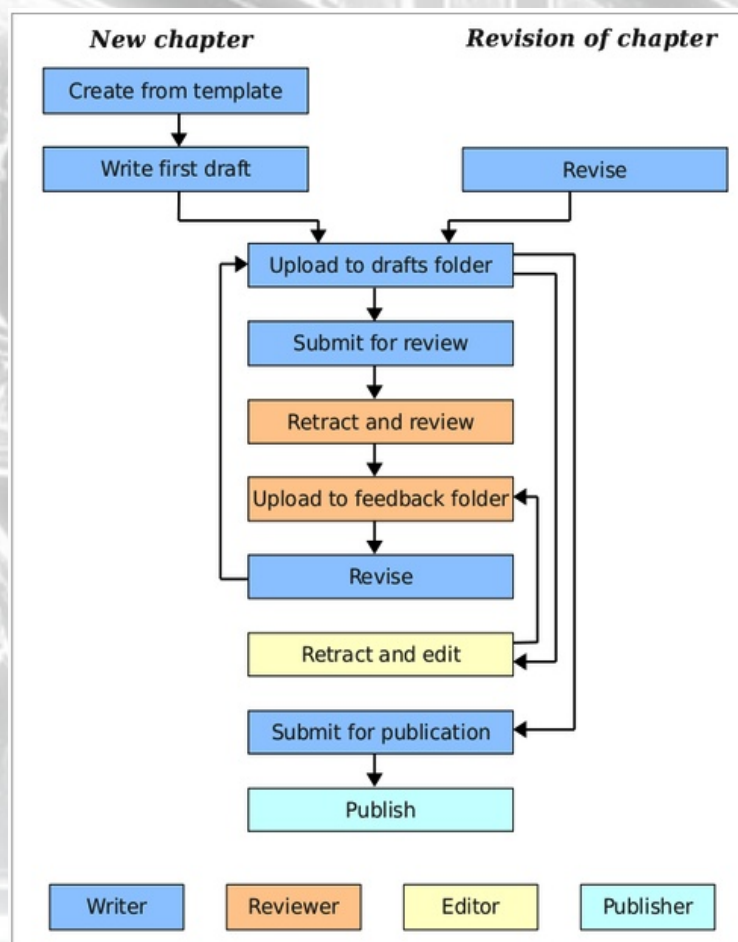 New chapter
Revision of chapter
Create from template
Write first draft
Revise
Upload to drafts folder
Submit for review
Retract and review
Upload to feedback folder
Revise
Retract and edit
Submit for publication
Publish
Writer
Reviewer
Editor
Publisher